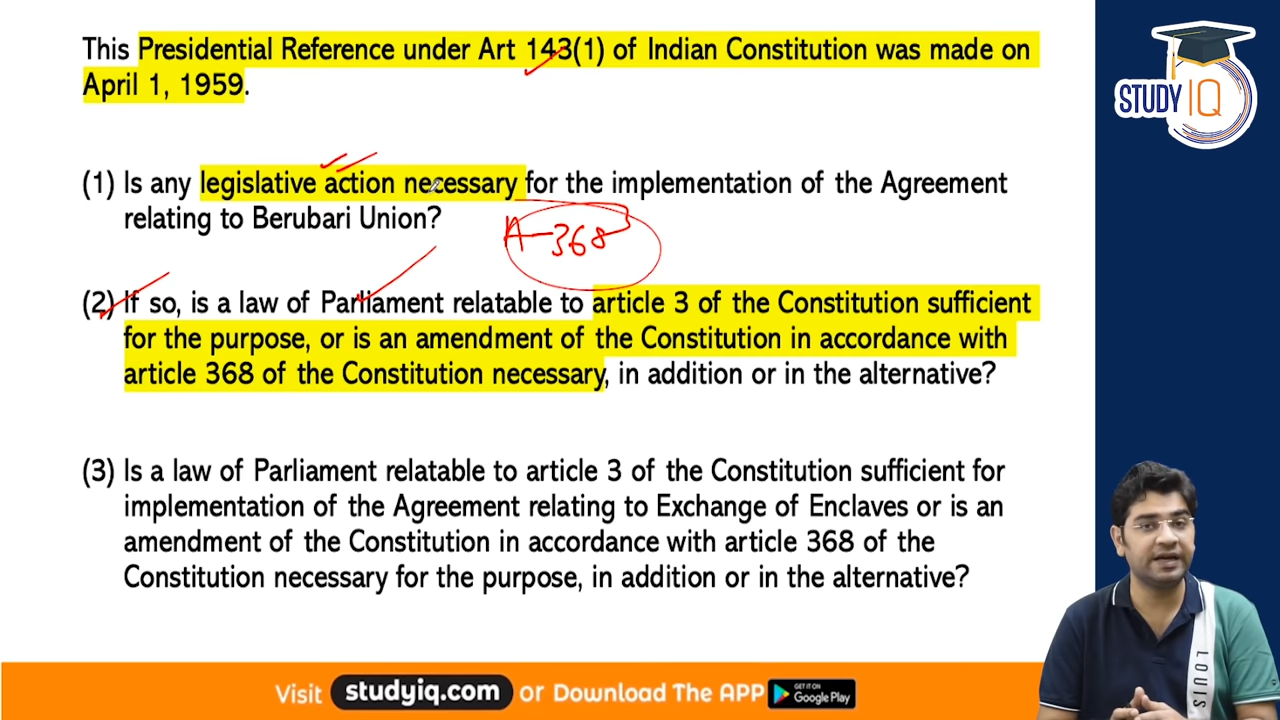 This Presidential Reference under Art 143(1) of Indian Constitution was made on
April 1, 1959.
STUDY IQ
(1) Is any legislative action necessary for the implementation of the Agreement
relating to Berubari Union?
A-368
(2) If so, is a law of Parliament relatable to article 3 of the Constitution sufficient
for the purpose, or is an amendment of the Constitution in accordance with
article 368 of the Constitution necessary, in addition or in the alternative?
(3) Is a law of Parliament relatable to article 3 of the Constitution sufficient for
implementation of the Agreement relating to Exchange of Enclaves or is an
amendment of the Constitution in accordance with article 368 of the
Constitution necessary for the purpose, in addition or in the alternative?
LOUIS
Visit studyiq.com or Download The APP GET IT ON Google Play